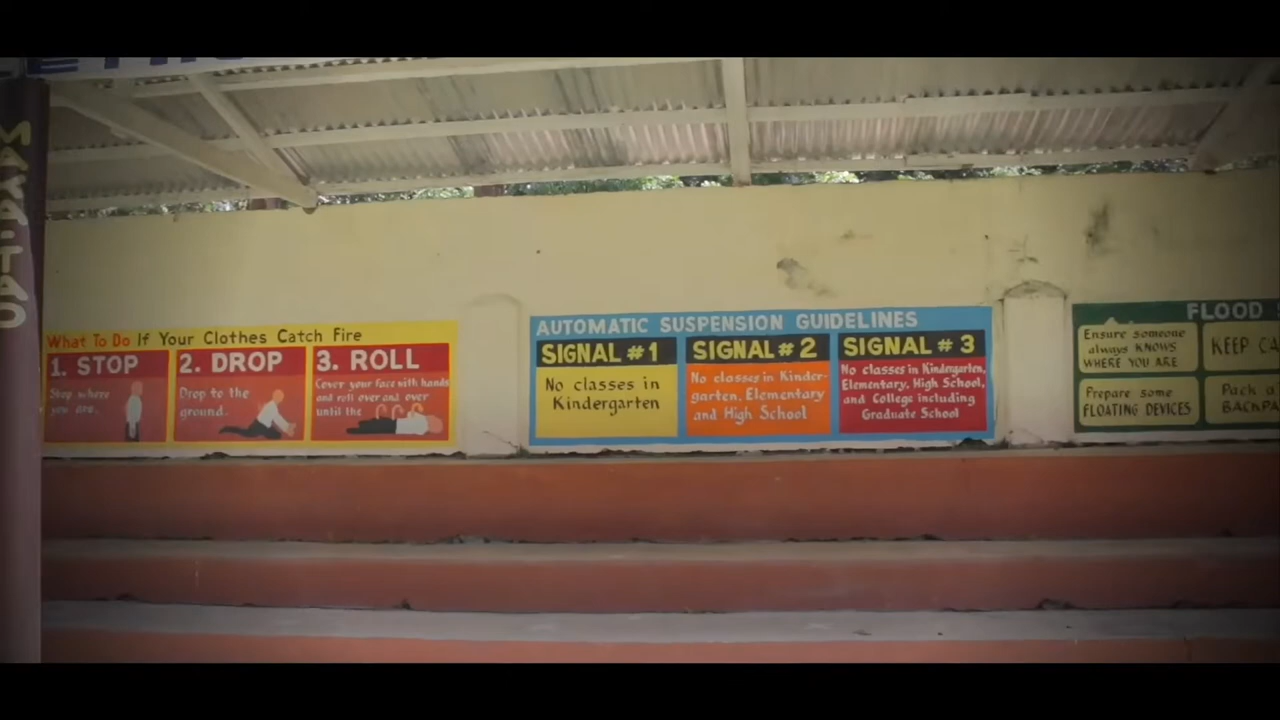 What To Do If Your Clothes Catch Fire
1. STOP
Stop where
you are.
2. DROP
Drop to the
ground.
3. ROLL
Cover your face with hands
and roll over and over
until the
AUTOMATIC SUSPENSION GUIDELINES
SIGNAL #1
No classes in
Kindergarten
SIGNAL #2
No classes in Kinder-
garten, Elementary
and High School
SIGNAL #3
No classes in Kindergarten,
Elementary, High School,
and College including
Graduate School
FLOOD
Ensure someone
always KNOWS
WHERE YOU ARE
KEEP
Prepare some
FLOATING DEVICES
Pack